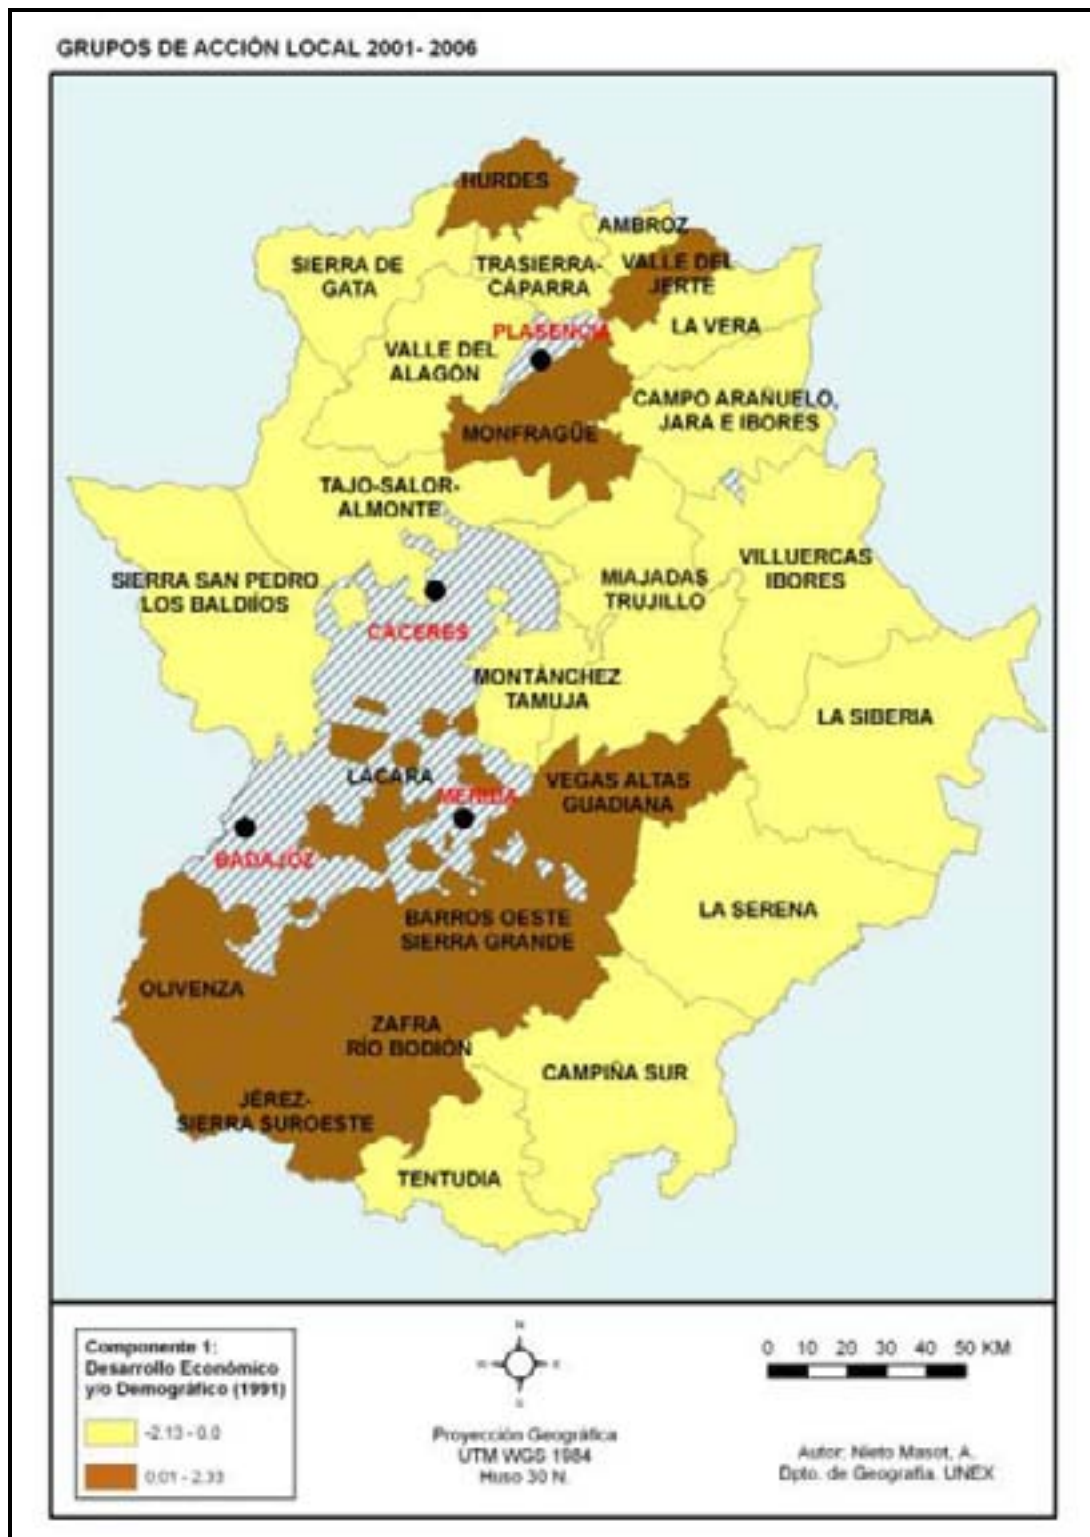 GRUPOS DE ACCIÓN LOCAL 2001- 2006
HURDES
AMBROZ
SIERRA DE
GATA
TRASIERRA-
CÁPARRA
VALLE DEL
JERTE
PLASENCIA
LA VERA
VALLE DEL
ALAGÓN
CAMPO ARAÑUELO,
JARA E IBORES
MONFRAGÜE
TAJO-SALOR-
ALMONTE
VILLUERCAS
IBORES
SIERRA SAN PEDRO
LOS BALDIÍOS
MIAJADAS
TRUJILLO
CÁCERES
MONTÁNCHEZ
TAMUJA
LA SIBERIA
LÁCARA
VEGAS ALTAS
GUADIANA
MÉRIDA
BADAJOZ
LA SERENA
BARROS OESTE
SIERRA GRANDE
OLIVENZA
ZAFRA
RÍO BODIÓN
CAMPIÑA SUR
JÉREZ-
SIERRA SUROESTE
TENTUDIA
Componente 1:
Desarrollo Económico
y/o Demográfico (1991)
-2.13 - 0.0
0.01 - 2.33
N
W E
S
Proyección Geográfica
UTM WGS 1984
Huso 30 N.
0 10 20 30 40 50 KM
Autor: Nieto Masot, A.
Dpto. de Geografía. UNEX